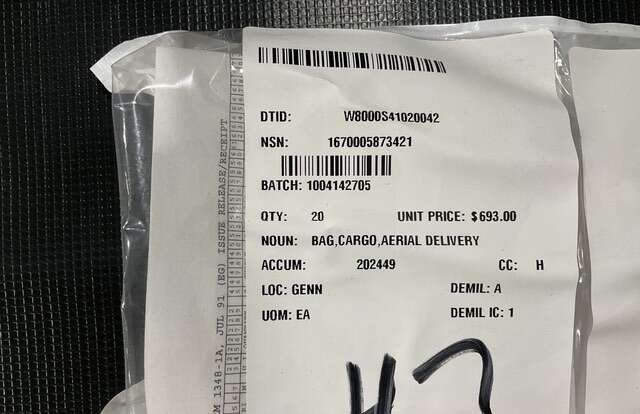 DTID: W8000S41020042
NSN: 1670005873421
BATCH: 1004142705
QTY: 20 UNIT PRICE: $693.00
NOUN: BAG,CARGO,AERIAL DELIVERY
ACCUM: 202449 CC: H
LOC: GENN DEMIL: A
UOM: EA DEMIL IC: 1
M 1348-1A, JUL 91 (EG) ISSUE RELEASE/RECEIPT